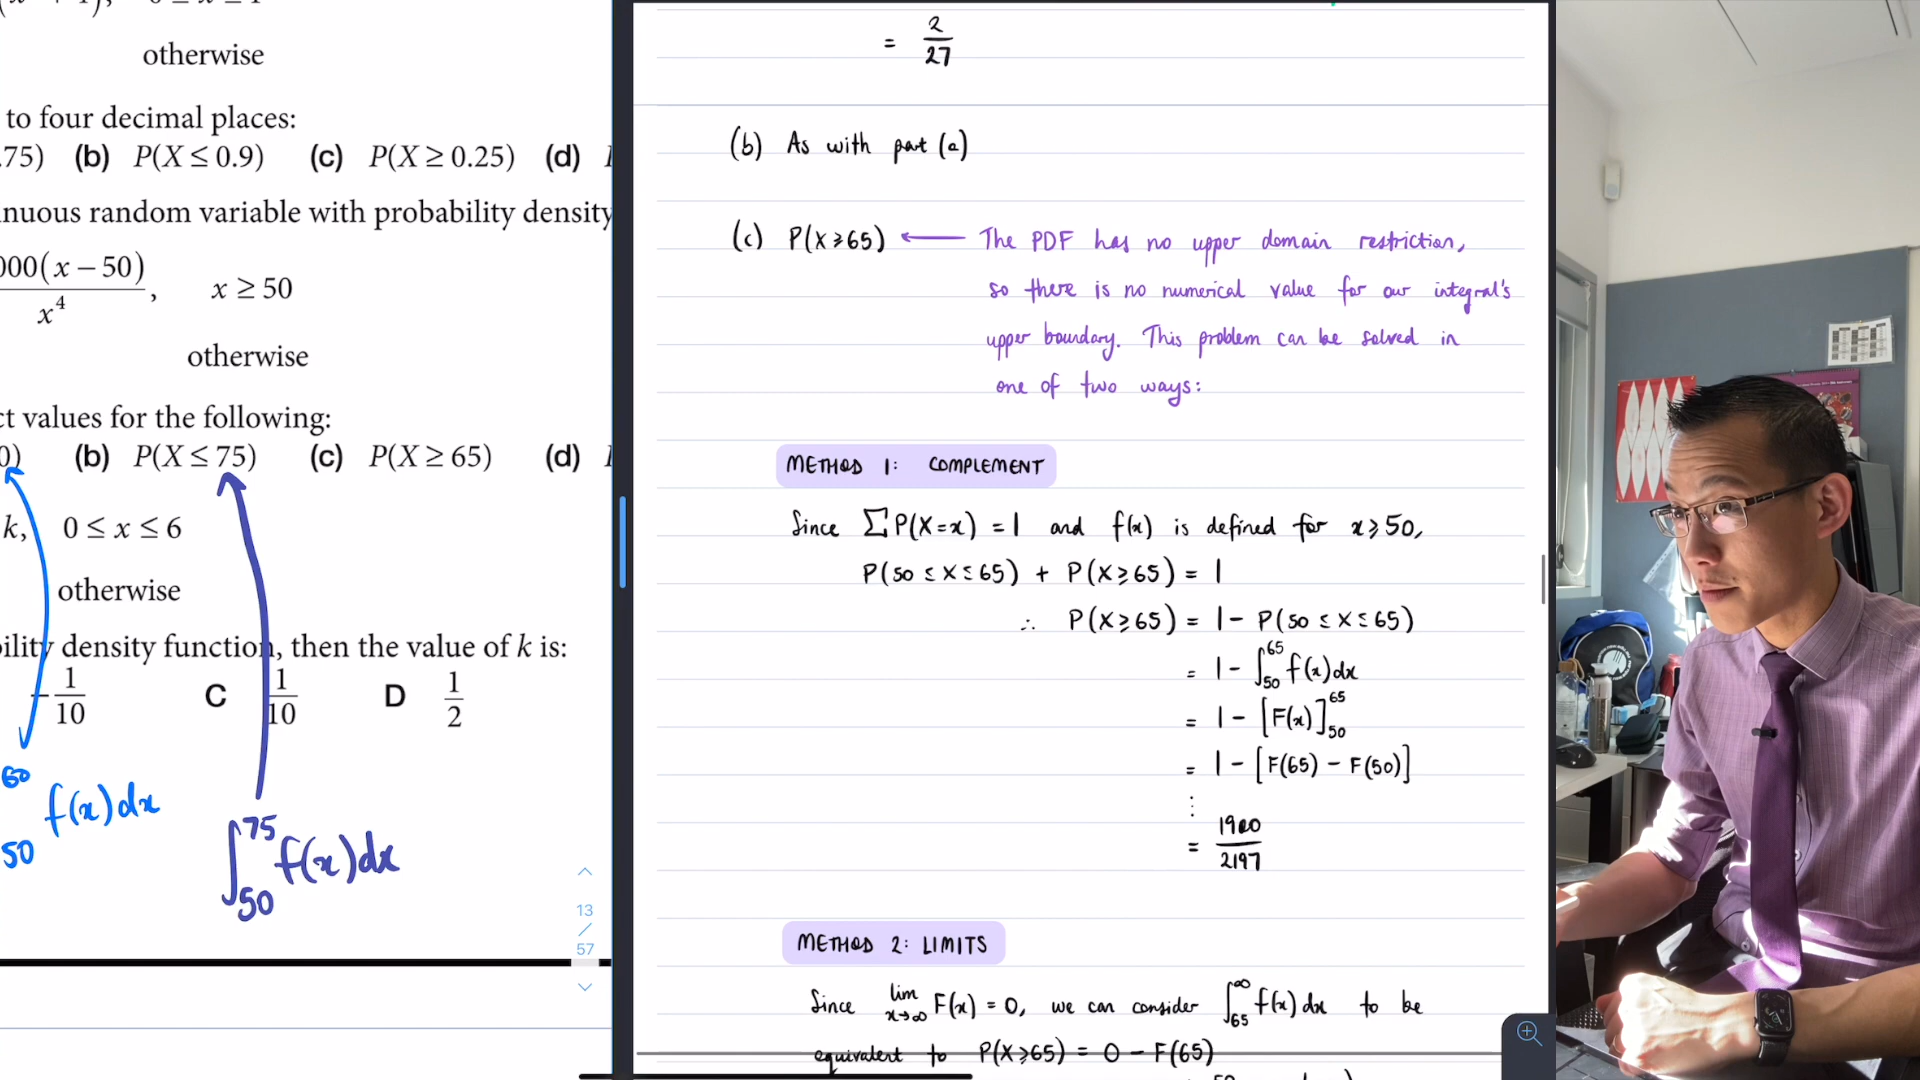 otherwise
to four decimal places:
.75) (b) P(X ≤ 0.9) (c) P(X ≥ 0.25) (d)
nuous random variable with probability density
000(x − 50)
x⁴
, x ≥ 50
otherwise
ct values for the following:
0) (b) P(X ≤ 75) (c) P(X ≥ 65) (d)
k, 0 ≤ x ≤ 6
otherwise
bility density function, then the value of k is:
−1/10 C 1/10 D 1/2
60
f(x)dx
50
∫₅₀⁷⁵ f(x)dx
13
/
57
= 2/27
(b) As with part (a)
(c) P(X ≥ 65) ← The PDF has no upper domain restriction,
so there is no numerical value for our integral's
upper boundary. This problem can be solved in
one of two ways:
METHOD 1: COMPLEMENT
Since ∑P(X=x) = 1 and f(x) is defined for x ≥ 50,
P(50 ≤ X ≤ 65) + P(X ≥ 65) = 1
∴ P(X ≥ 65) = 1 − P(50 ≤ X ≤ 65)
= 1 − ∫₅₀⁶⁵ f(x)dx
= 1 − [F(x)]₅₀⁶⁵
= 1 − [F(65) − F(50)]
⋮
= 1900/2197
METHOD 2: LIMITS
Since lim x→∞ F(x) = 0, we can consider ∫₆₅^∞ f(x) dx to be
equivalent to P(X ≥ 65) = 0 − F(65)